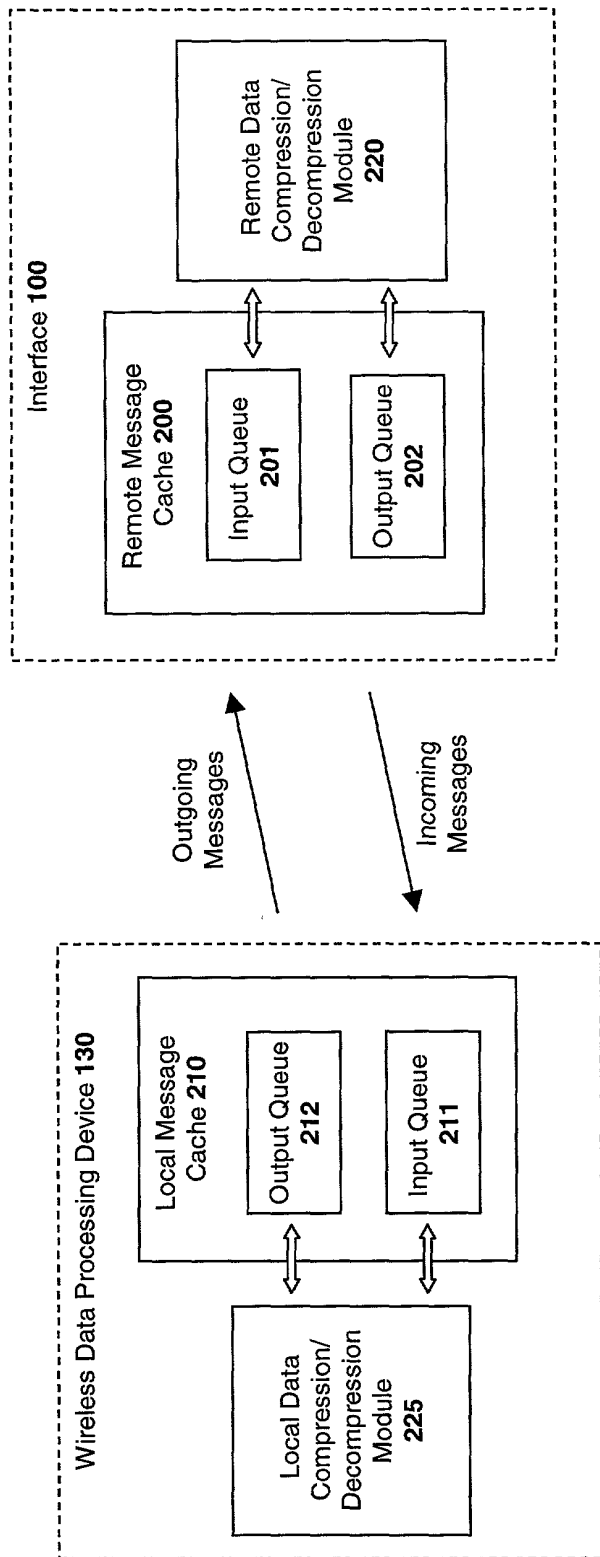 Wireless Data Processing Device 130
Local Data
Compression/
Decompression
Module
225
Local Message
Cache 210
Output Queue
212
Input Queue
211
Outgoing
Messages
Incoming
Messages
Interface 100
Remote Message
Cache 200
Input Queue
201
Output Queue
202
Remote Data
Compression/
Decompression
Module
220